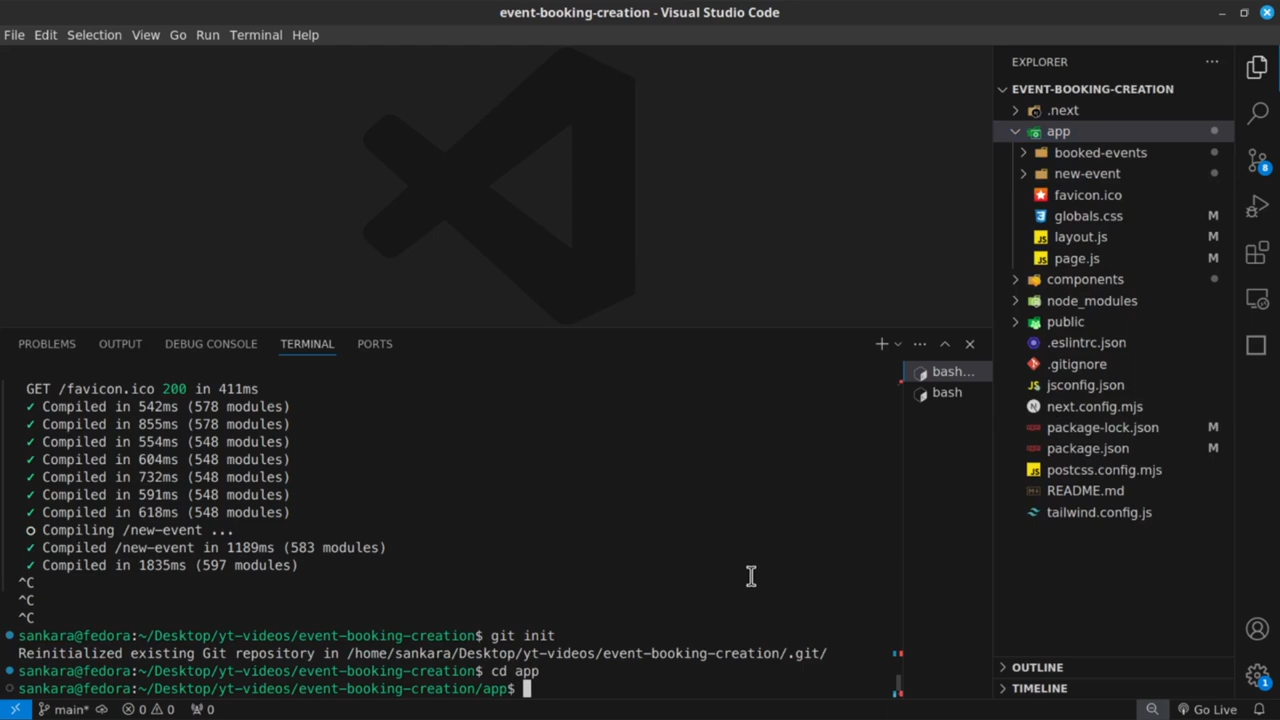 event-booking-creation - Visual Studio Code
File Edit Selection View Go Run Terminal Help
EXPLORER
EVENT-BOOKING-CREATION
.next
app
booked-events
new-event
favicon.ico
globals.css M
layout.js M
page.js M
components
node_modules
public
.eslintrc.json
.gitignore
jsconfig.json
next.config.mjs
package-lock.json M
package.json M
postcss.config.mjs
README.md
tailwind.config.js
OUTLINE
TIMELINE
8
1
PROBLEMS OUTPUT DEBUG CONSOLE TERMINAL PORTS
bash...
bash
GET /favicon.ico 200 in 411ms
✓ Compiled in 542ms (578 modules)
✓ Compiled in 855ms (578 modules)
✓ Compiled in 554ms (548 modules)
✓ Compiled in 604ms (548 modules)
✓ Compiled in 732ms (548 modules)
✓ Compiled in 591ms (548 modules)
✓ Compiled in 618ms (548 modules)
○ Compiling /new-event ...
✓ Compiled /new-event in 1189ms (583 modules)
✓ Compiled in 1835ms (597 modules)
^C
^C
^C
sankara@fedora:~/Desktop/yt-videos/event-booking-creation$ git init
Reinitialized existing Git repository in /home/sankara/Desktop/yt-videos/event-booking-creation/.git/
sankara@fedora:~/Desktop/yt-videos/event-booking-creation$ cd app
sankara@fedora:~/Desktop/yt-videos/event-booking-creation/app$
main* 0 0 0 Go Live